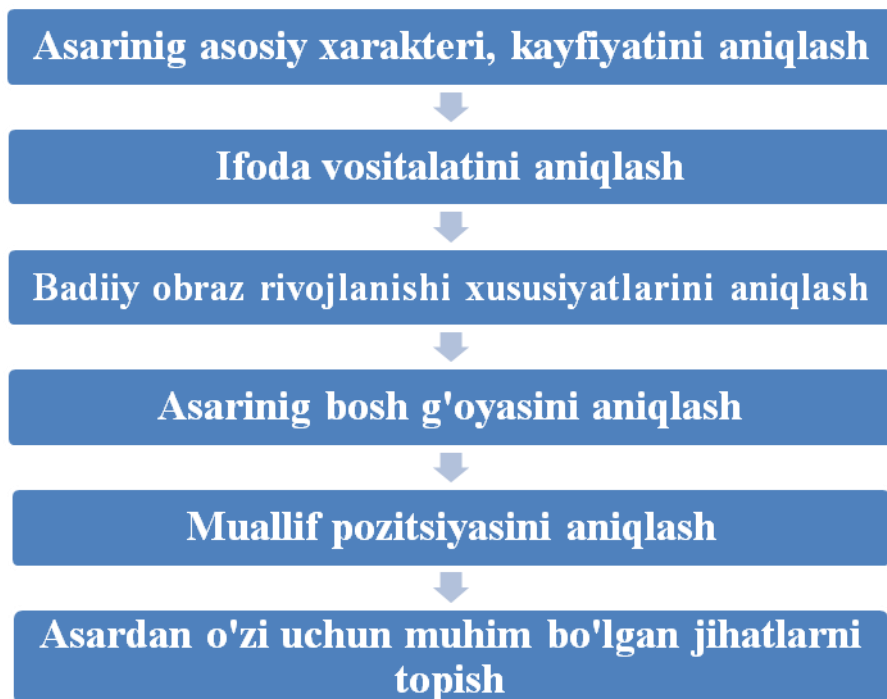 Asarinig asosiy xarakteri, kayfiyatini aniqlash
Ifoda vositalatini aniqlash
Badiiy obraz rivojlanishi xususiyatlarini aniqlash
Asarinig bosh g'oyasini aniqlash
Muallif pozitsiyasini aniqlash
Asardan o'zi uchun muhim bo'lgan jihatlarni
topish